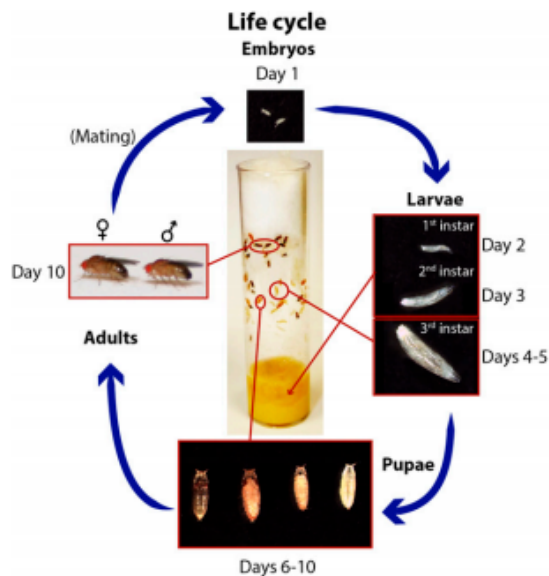 Life cycle
Embryos
Day 1
(Mating)
Larvae
1st instar
Day 2
2nd instar
Day 3
3rd instar
Days 4-5
♀ ♂
Day 10
Adults
Pupae
Days 6-10